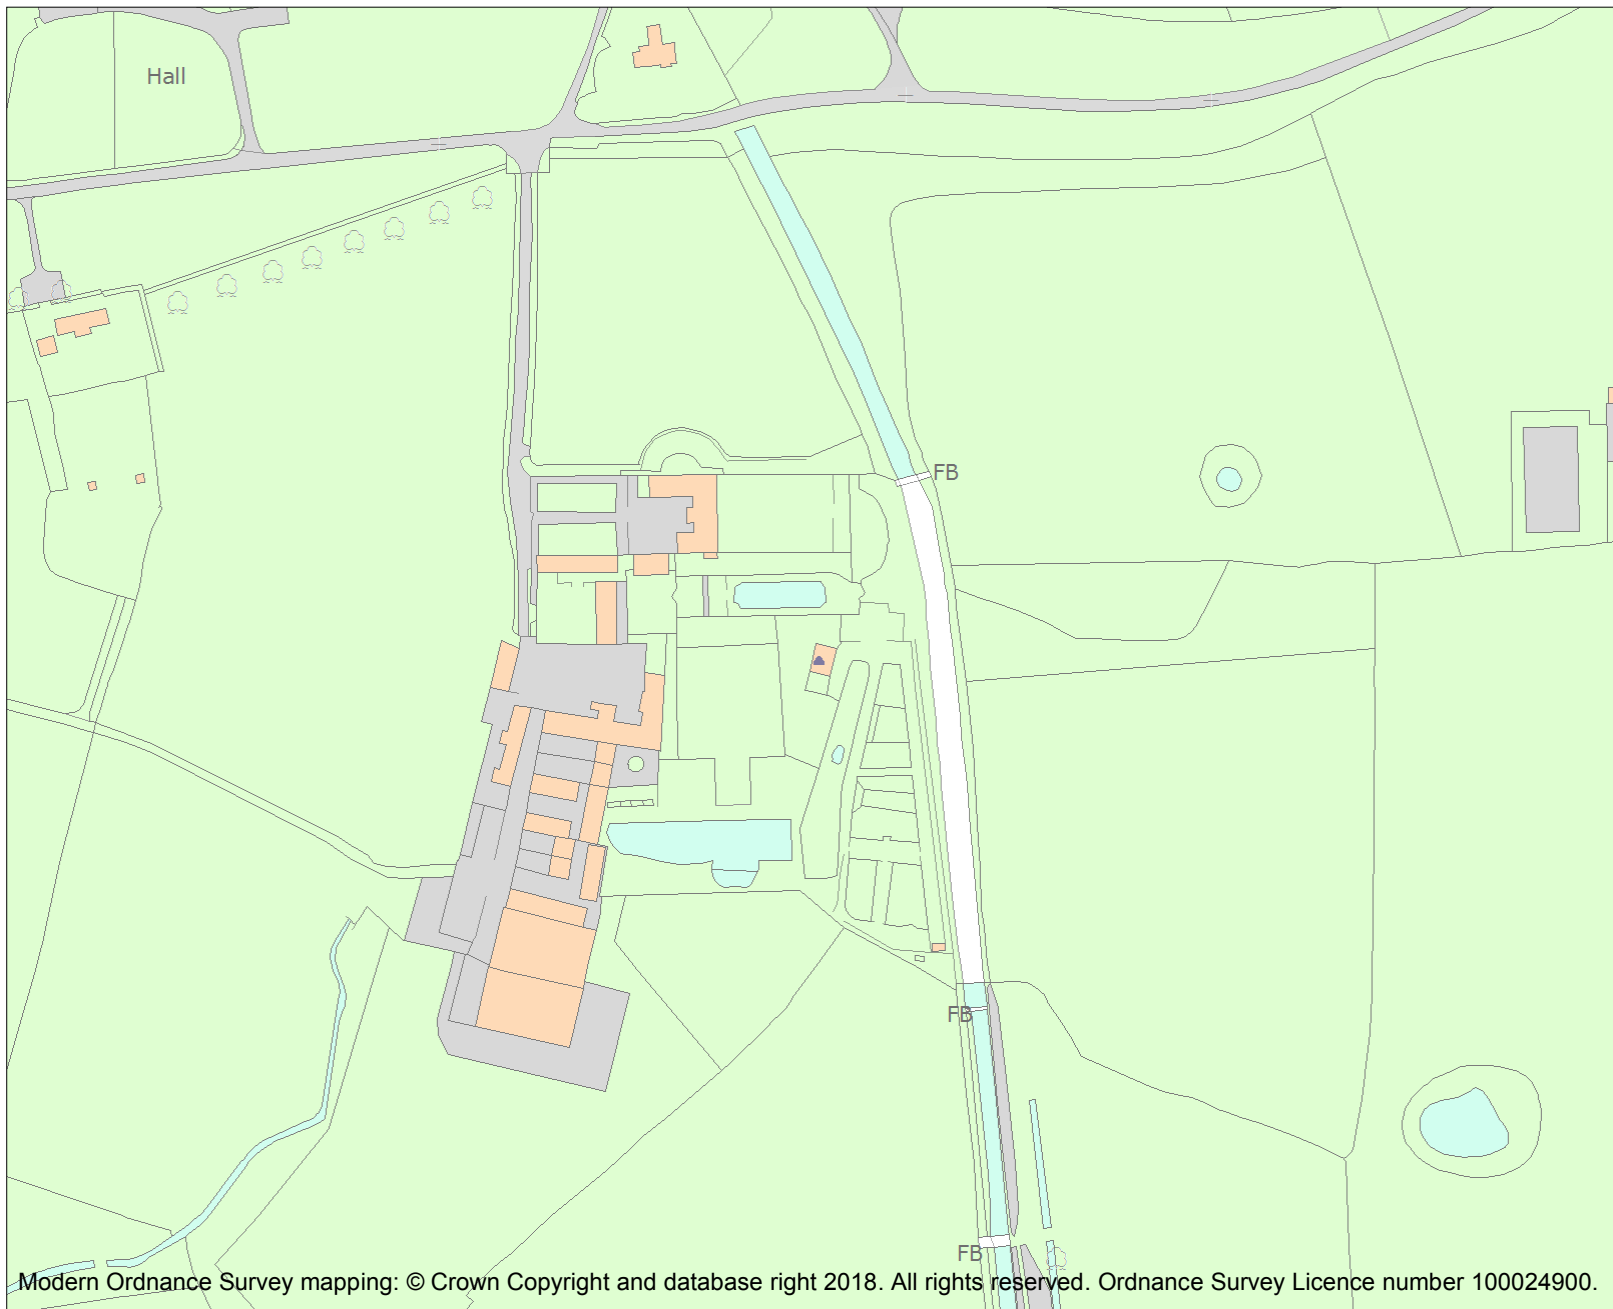 Hall
FB
FB
FB
Modern Ordnance Survey mapping: © Crown Copyright and database right 2018. All rights reserved. Ordnance Survey Licence number 100024900.